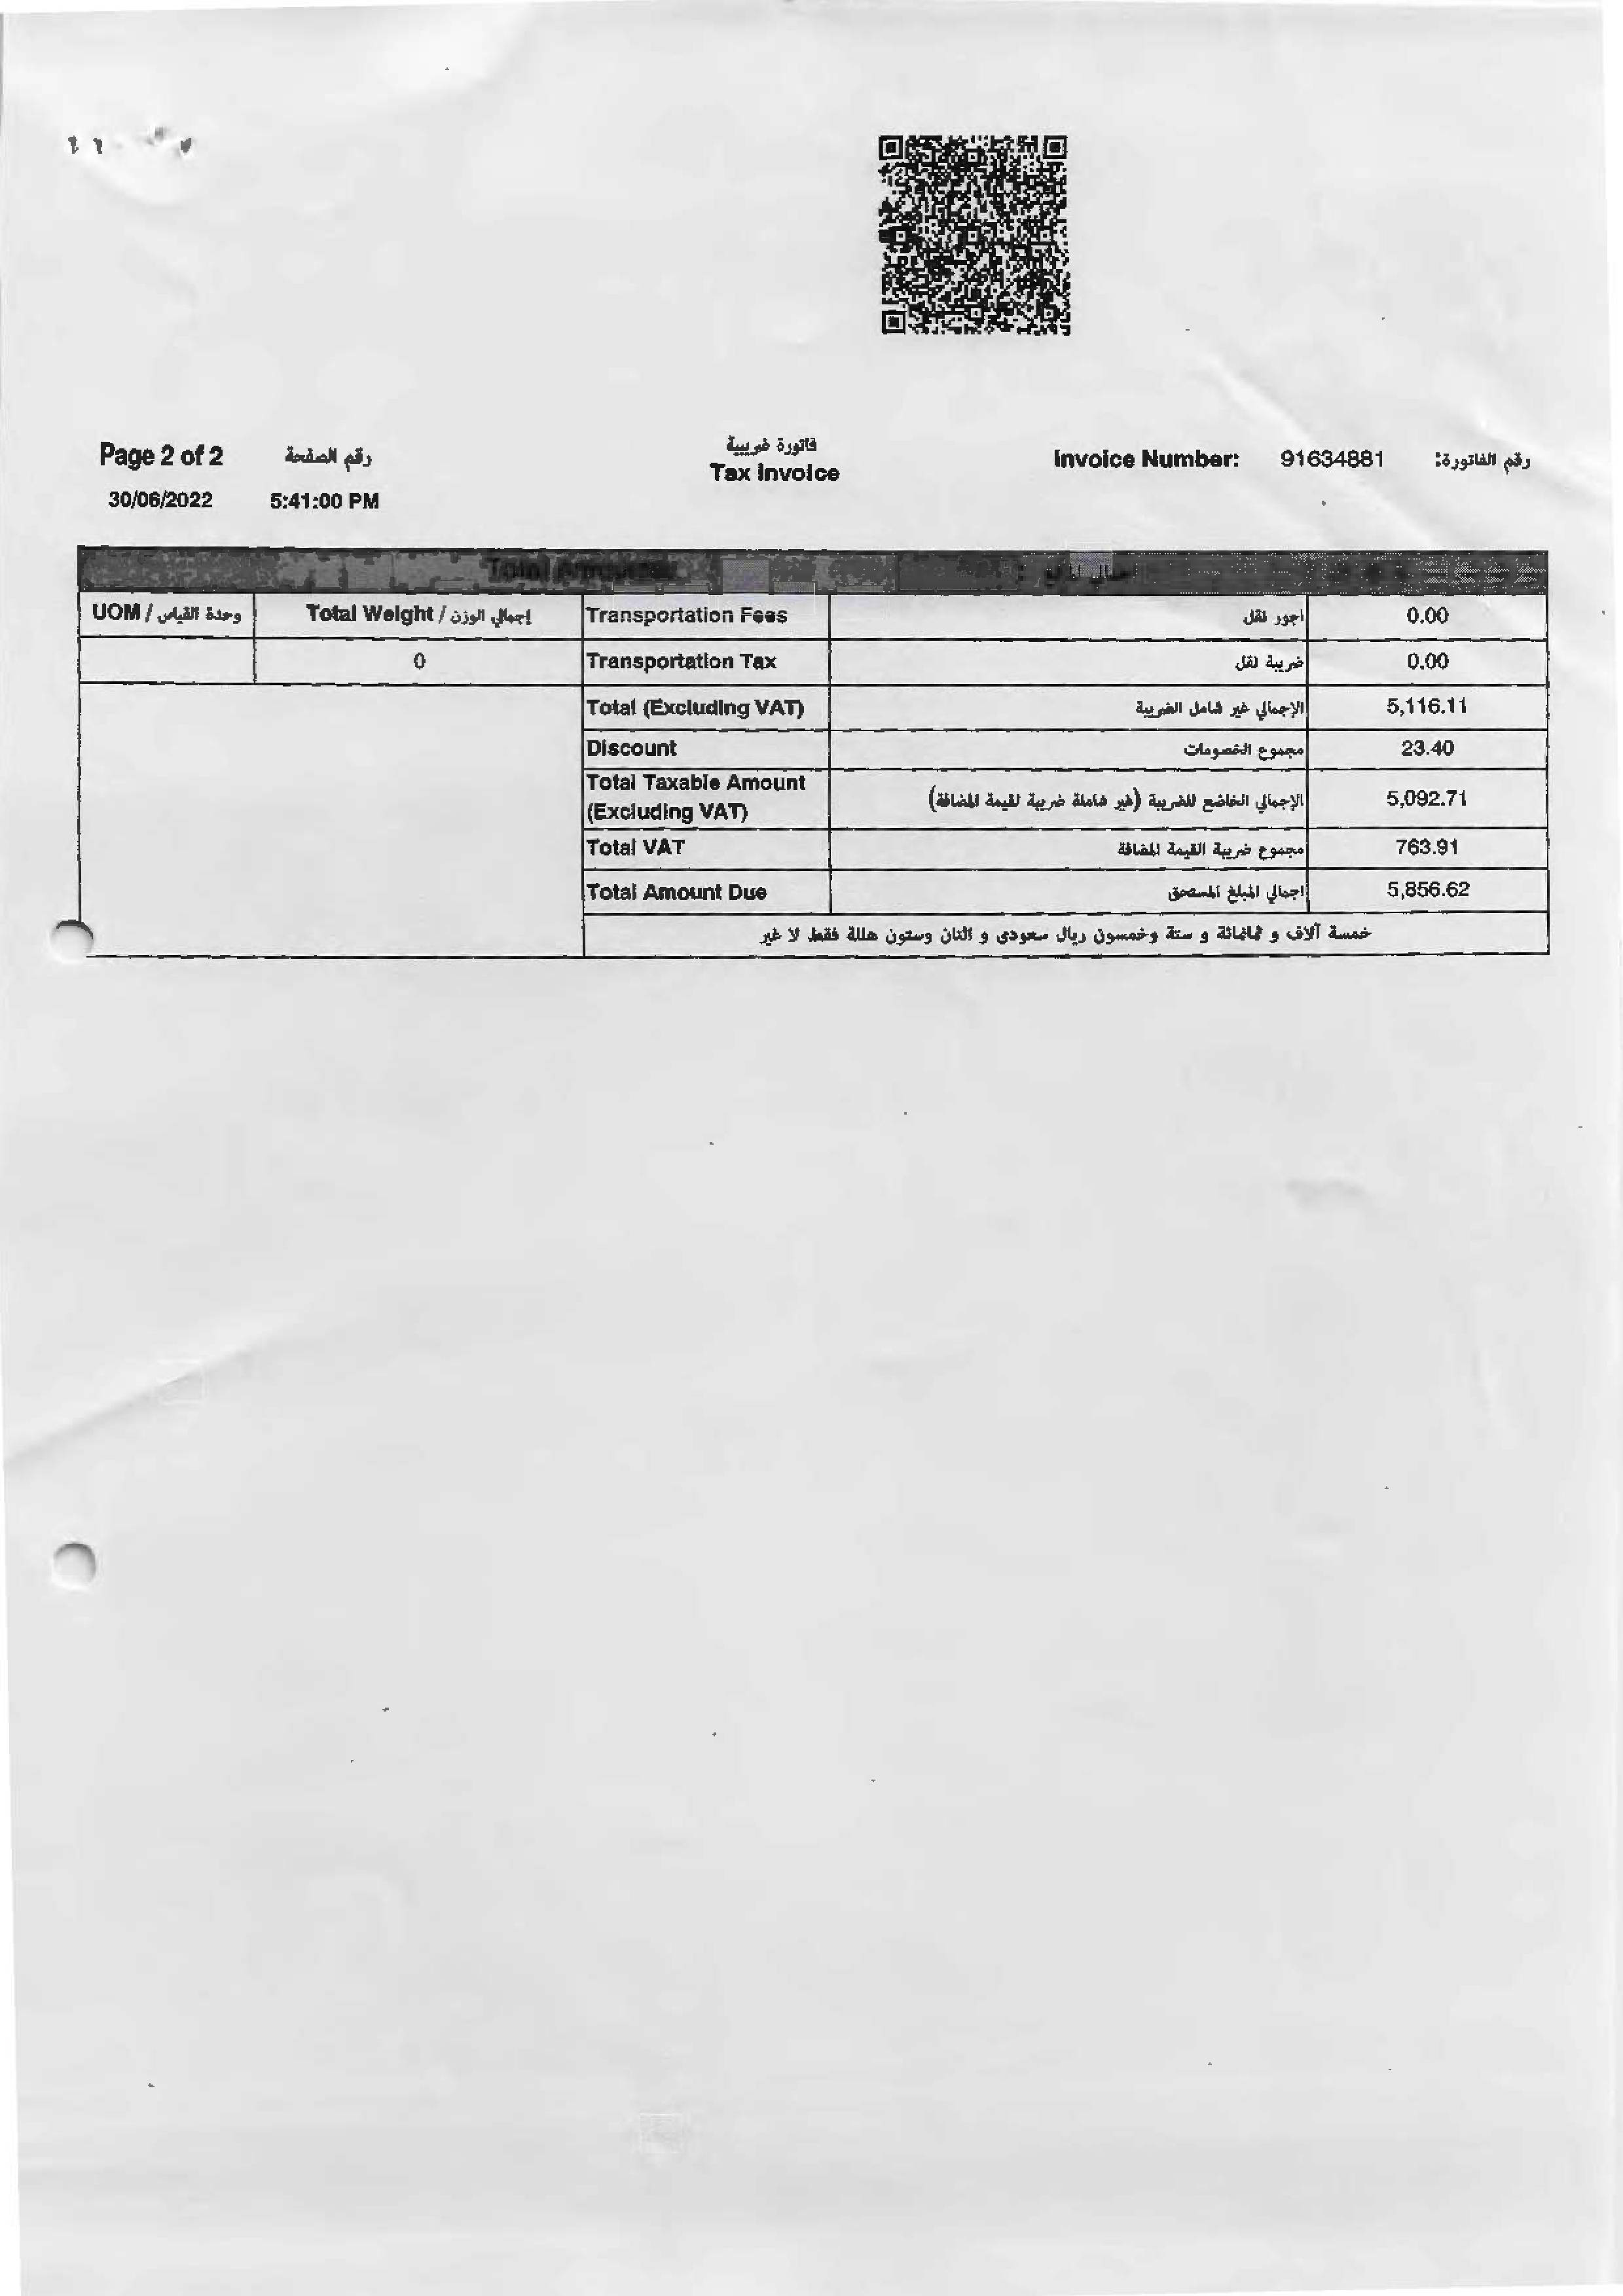 Page 2 of 2 رقم الصفحة
30/06/2022 5:41:00 PM
فاتورة ضريبية
Tax Invoice
Invoice Number: 91634881 رقم الفاتورة:
UOM / وحدة القياس Total Weight / إجمالي الوزن Transportation Fees اجور نقل 0.00
0 Transportation Tax ضريبة نقل 0.00
Total (Excluding VAT) الإجمالي غير شامل الضريبة 5,116.11
Discount مجموع الخصومات 23.40
Total Taxable Amount
(Excluding VAT) الإجمالي الخاضع للضريبة (غير شاملة ضريبة لقيمة المضافة) 5,092.71
Total VAT مجموع ضريبة القيمة المضافة 763.91
Total Amount Due اجمالي المبلغ المستحق 5,856.62
خمسة آلاف و ثمانمائة و ستة وخمسون ريال سعودى و اثنان وستون هللة فقط لا غير